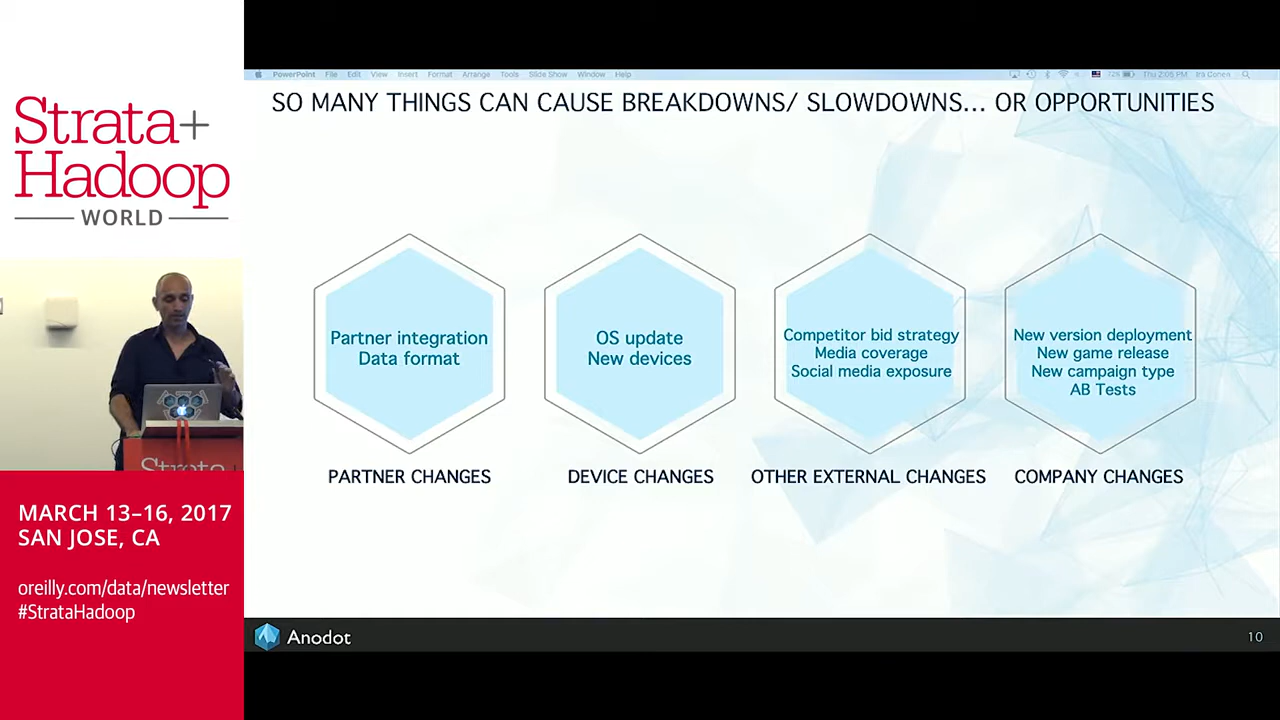 Strata+
Hadoop
WORLD
MARCH 13–16, 2017
SAN JOSE, CA
oreilly.com/data/newsletter
#StrataHadoop
Strata+
PowerPoint File Edit View Insert Format Arrange Tools Slide Show Window Help
72% Thu 2:05 PM Ira Cohen
SO MANY THINGS CAN CAUSE BREAKDOWNS/ SLOWDOWNS... OR OPPORTUNITIES
Partner integration
Data format
PARTNER CHANGES
OS update
New devices
DEVICE CHANGES
Competitor bid strategy
Media coverage
Social media exposure
OTHER EXTERNAL CHANGES
New version deployment
New game release
New campaign type
AB Tests
COMPANY CHANGES
Anodot
10